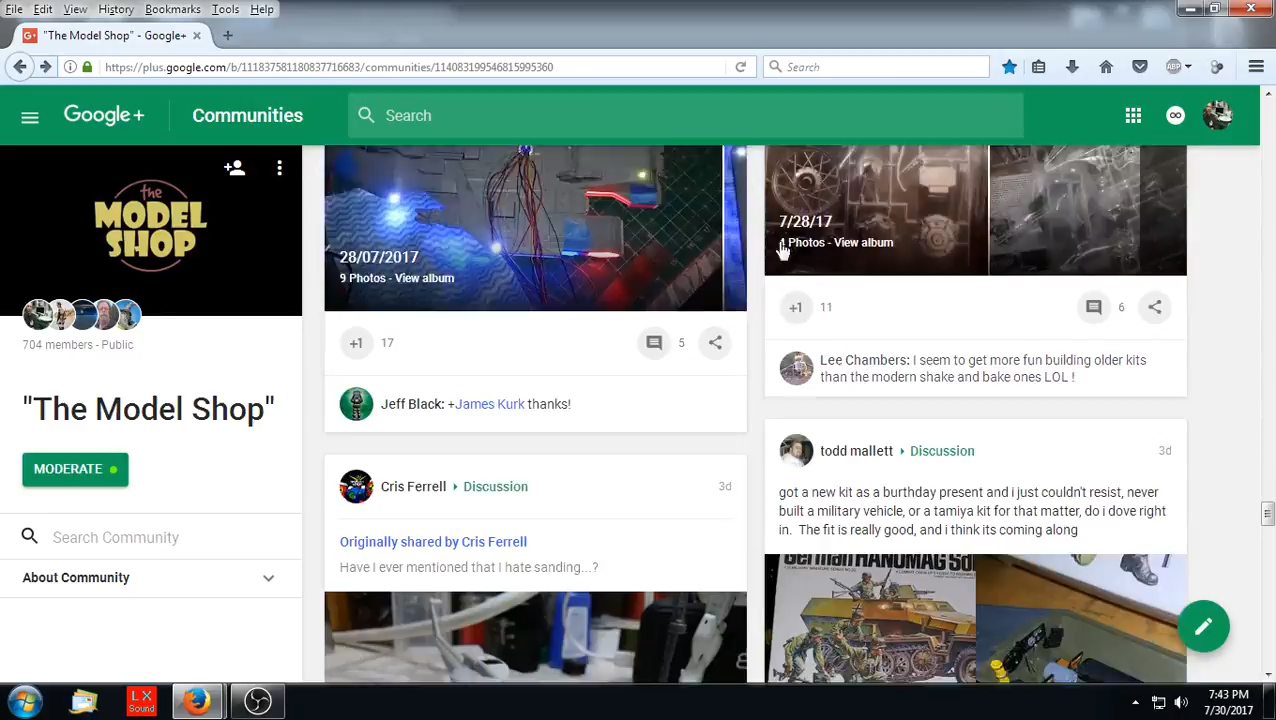 File Edit View History Bookmarks Tools Help
"The Model Shop" - Google+
https://plus.google.com/b/111837581180837716683/communities/114083199546815995360
Search
ABP
Google+ Communities Search
the
MODEL
SHOP
704 members - Public
"The Model Shop"
MODERATE
Search Community
About Community
28/07/2017
9 Photos - View album
+1 17 5
Jeff Black: +James Kurk thanks!
Cris Ferrell Discussion 3d
Originally shared by Cris Ferrell
Have I ever mentioned that I hate sanding...?
7/28/17
Photos - View album
+1 11 6
Lee Chambers: I seem to get more fun building older kits
than the modern shake and bake ones LOL !
todd mallett Discussion 3d
got a new kit as a burthday present and i just couldn't resist, never
built a military vehicle, or a tamiya kit for that matter, do i dove right
in. The fit is really good, and i think its coming along
German HANOMAG
LX
Sound
7:43 PM
7/30/2017